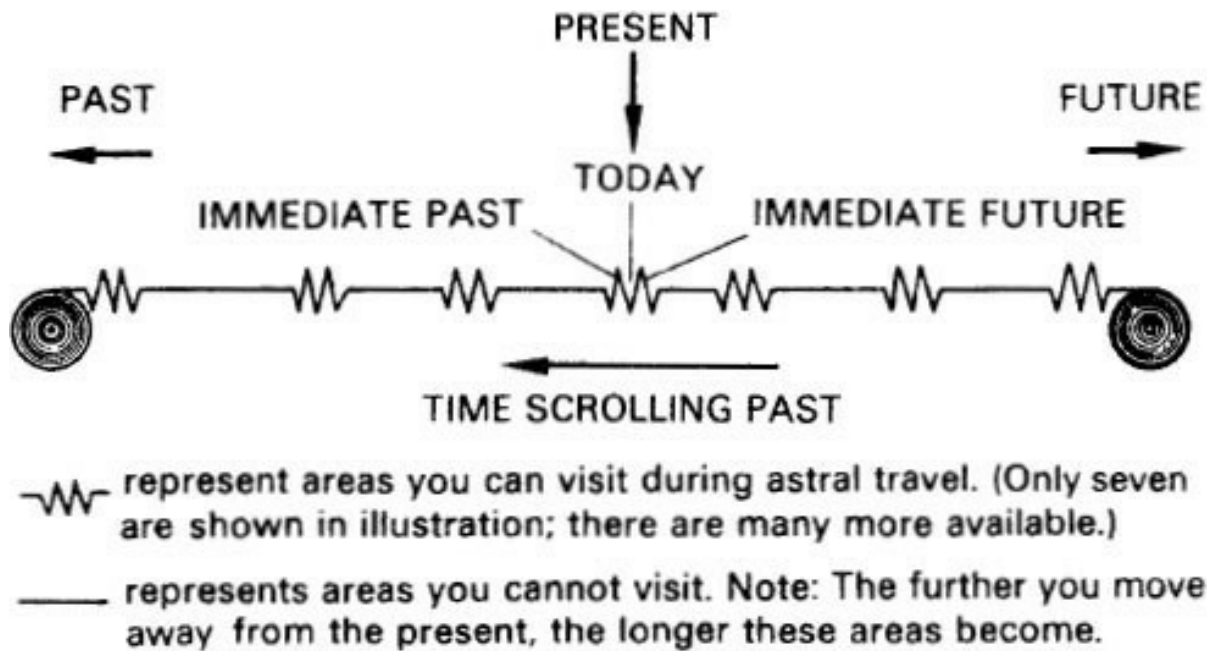 PRESENT
PAST
FUTURE
TODAY
IMMEDIATE PAST
IMMEDIATE FUTURE
TIME SCROLLING PAST
represent areas you can visit during astral travel. (Only seven
are shown in illustration; there are many more available.)
represents areas you cannot visit. Note: The further you move
away from the present, the longer these areas become.